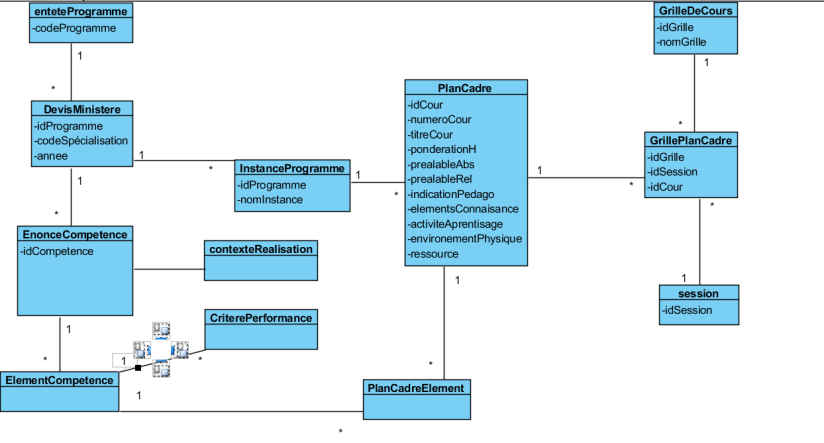 enteteProgramme
-codeProgramme
1
*
DevisMinistere
-idProgramme
-codeSpécialisation
-annee
1
*
1
*
InstanceProgramme
-idProgramme
-nomInstance
1
*
EnonceCompetence
-idCompetence
contexteRealisation
CriterePerformance
1
*
1
*
ElementCompetence
1
*
PlanCadre
-idCour
-numeroCour
-titreCour
-ponderationH
-prealableAbs
-prealableRel
-indicationPedago
-elementsConnaisance
-activiteAprentisage
-environementPhysique
-ressource
1
*
PlanCadreElement
1
*
GrilleDeCours
-idGrille
-nomGrille
1
*
GrillePlanCadre
-idGrille
-idSession
-idCour
*
1
session
-idSession